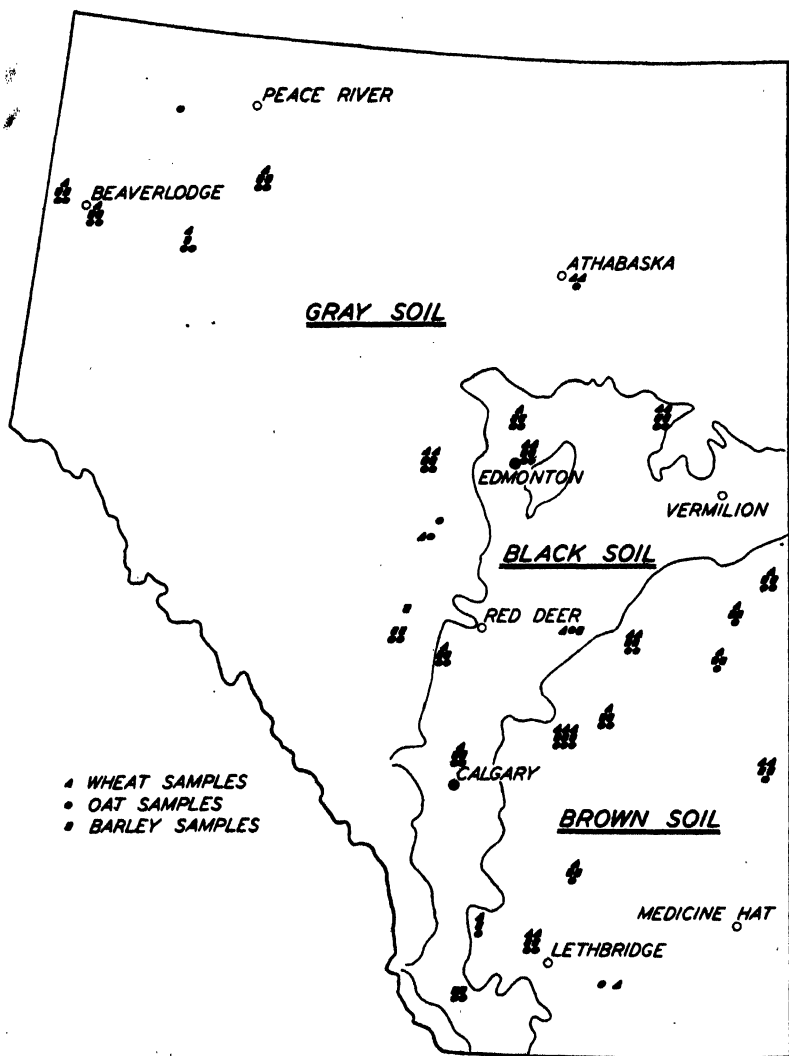 PEACE RIVER
BEAVERLODGE
ATHABASKA
GRAY SOIL
EDMONTON
VERMILION
BLACK SOIL
RED DEER
WHEAT SAMPLES
OAT SAMPLES
BARLEY SAMPLES
CALGARY
BROWN SOIL
MEDICINE HAT
LETHBRIDGE